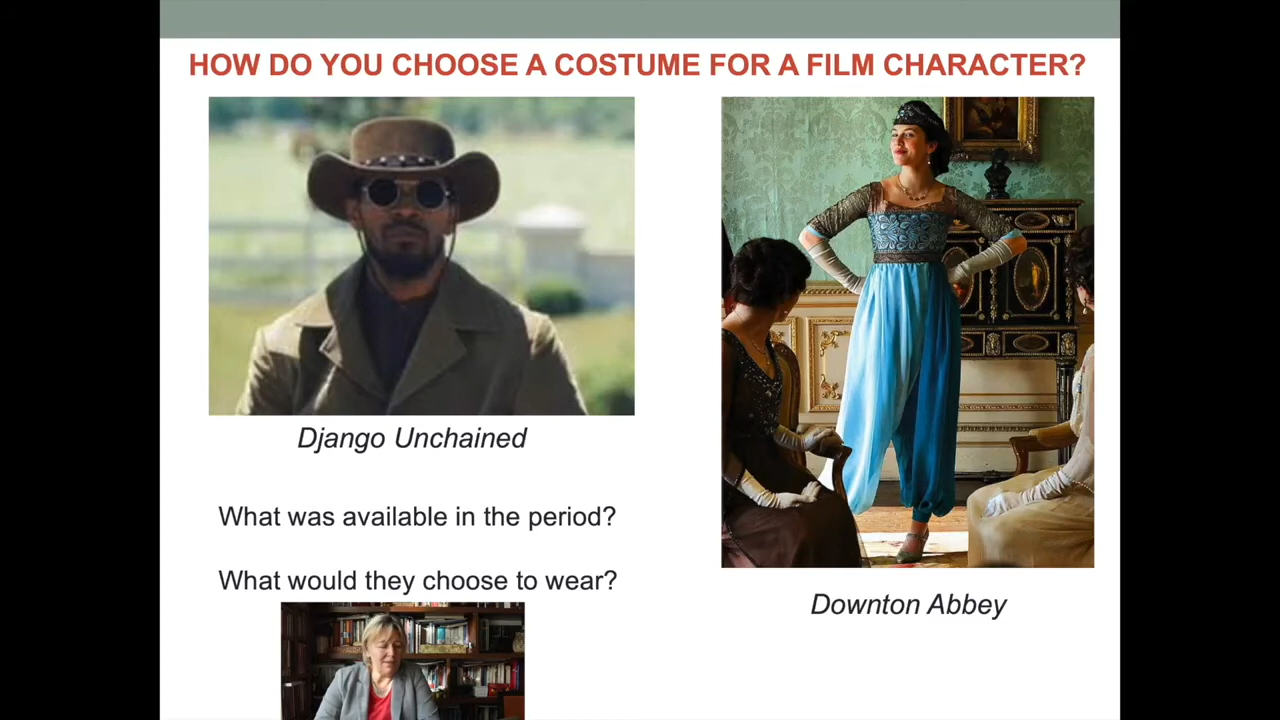 HOW DO YOU CHOOSE A COSTUME FOR A FILM CHARACTER?
Django Unchained
What was available in the period?
What would they choose to wear?
Downton Abbey